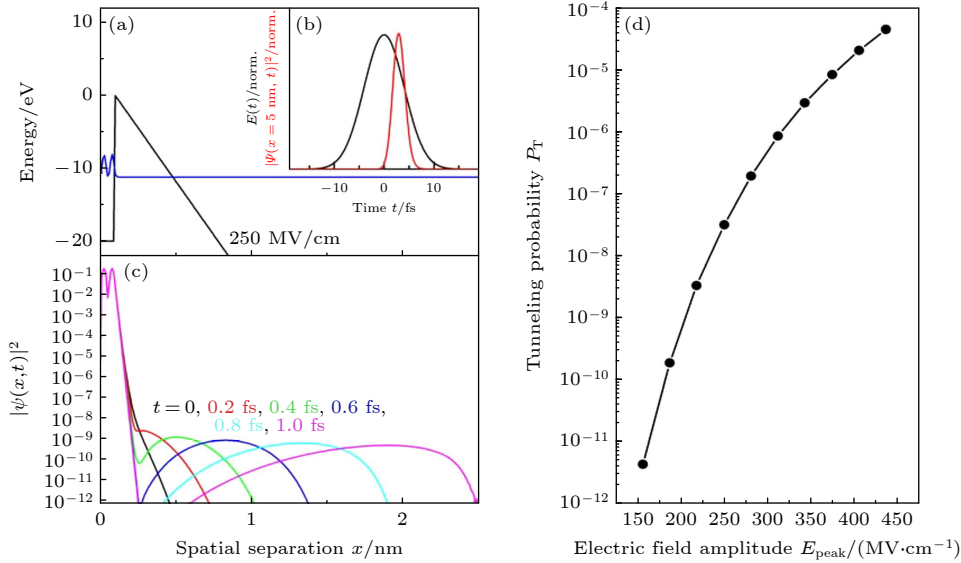 (a)
10
0
−10
−20
Energy/eV
250 MV/cm
(b)
E(t)/norm.
|Ψ(x = 5 nm, t)|²/norm.
−10 0 10
Time t/fs
(c)
10⁻¹
10⁻²
10⁻³
10⁻⁴
10⁻⁵
10⁻⁶
10⁻⁷
10⁻⁸
10⁻⁹
10⁻¹⁰
10⁻¹¹
10⁻¹²
|ψ(x,t)|²
t=0, 0.2 fs, 0.4 fs, 0.6 fs,
0.8 fs, 1.0 fs
0 1 2
Spatial separation x/nm
(d)
10⁻⁴
10⁻⁵
10⁻⁶
10⁻⁷
10⁻⁸
10⁻⁹
10⁻¹⁰
10⁻¹¹
10⁻¹²
Tunneling probability P_T
150 200 250 300 350 400 450
Electric field amplitude E_peak/(MV·cm⁻¹)